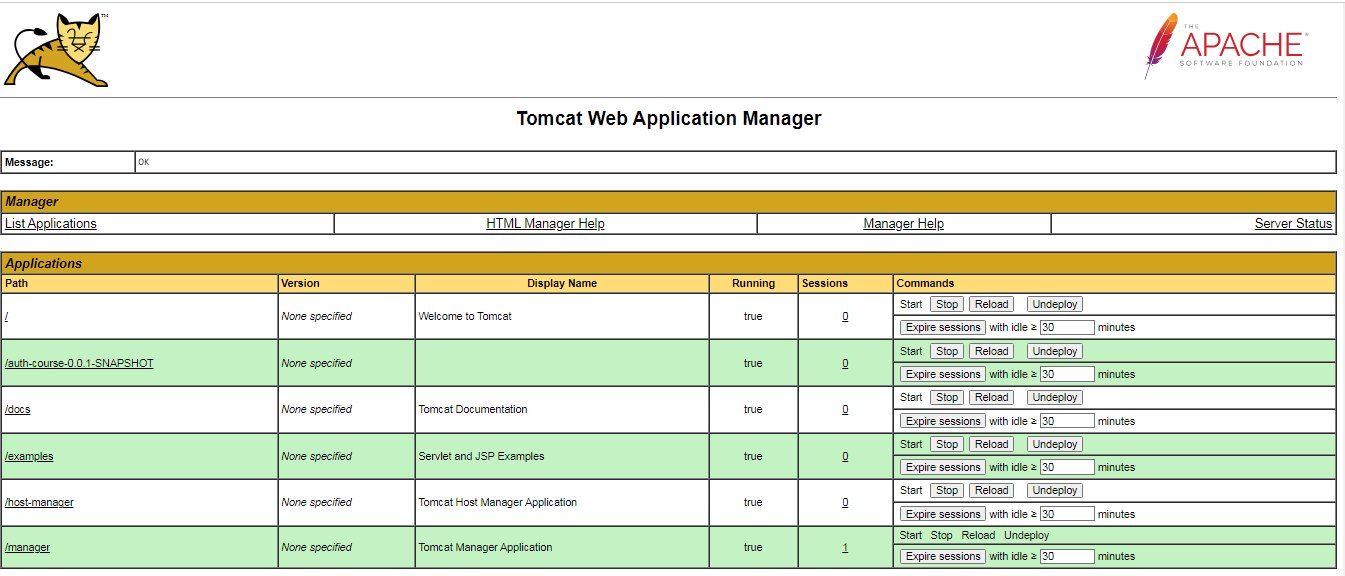 TM
THE
APACHE®
SOFTWARE FOUNDATION
Tomcat Web Application Manager
Message: OK
Manager
List Applications HTML Manager Help Manager Help Server Status
Applications
Path Version Display Name Running Sessions Commands
/ None specified Welcome to Tomcat true 0 Start Stop Reload Undeploy
Expire sessions with idle ≥ 30 minutes
/auth-course-0.0.1-SNAPSHOT None specified true 0 Start Stop Reload Undeploy
Expire sessions with idle ≥ 30 minutes
/docs None specified Tomcat Documentation true 0 Start Stop Reload Undeploy
Expire sessions with idle ≥ 30 minutes
/examples None specified Servlet and JSP Examples true 0 Start Stop Reload Undeploy
Expire sessions with idle ≥ 30 minutes
/host-manager None specified Tomcat Host Manager Application true 0 Start Stop Reload Undeploy
Expire sessions with idle ≥ 30 minutes
/manager None specified Tomcat Manager Application true 1 Start Stop Reload Undeploy
Expire sessions with idle ≥ 30 minutes